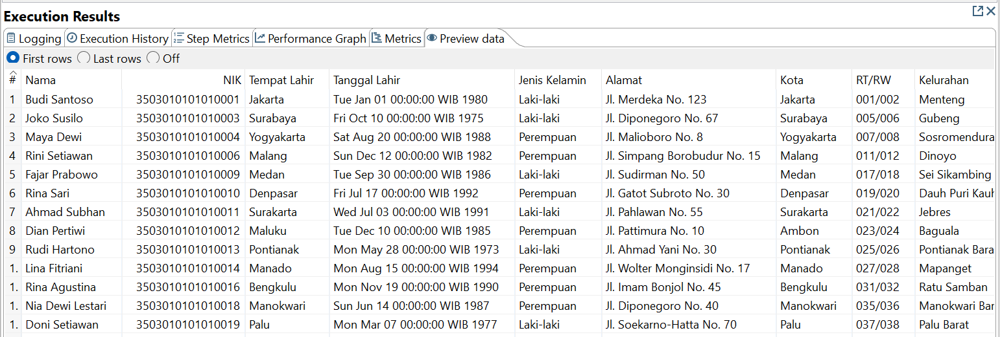 Execution Results
Logging Execution History Step Metrics Performance Graph Metrics Preview data
First rows Last rows Off
# Nama NIK Tempat Lahir Tanggal Lahir Jenis Kelamin Alamat Kota RT/RW Kelurahan
1 Budi Santoso 3503010101010001 Jakarta Tue Jan 01 00:00:00 WIB 1980 Laki-laki Jl. Merdeka No. 123 Jakarta 001/002 Menteng
2 Joko Susilo 3503010101010003 Surabaya Fri Oct 10 00:00:00 WIB 1975 Laki-laki Jl. Diponegoro No. 67 Surabaya 005/006 Gubeng
3 Maya Dewi 3503010101010004 Yogyakarta Sat Aug 20 00:00:00 WIB 1988 Perempuan Jl. Malioboro No. 8 Yogyakarta 007/008 Sosromendura
4 Rini Setiawan 3503010101010006 Malang Sun Dec 12 00:00:00 WIB 1982 Perempuan Jl. Simpang Borobudur No. 15 Malang 011/012 Dinoyo
5 Fajar Prabowo 3503010101010009 Medan Tue Sep 30 00:00:00 WIB 1986 Laki-laki Jl. Sudirman No. 50 Medan 017/018 Sei Sikambing
6 Rina Sari 3503010101010010 Denpasar Fri Jul 17 00:00:00 WIB 1992 Perempuan Jl. Gatot Subroto No. 30 Denpasar 019/020 Dauh Puri Kauh
7 Ahmad Subhan 3503010101010011 Surakarta Wed Jul 03 00:00:00 WIB 1991 Laki-laki Jl. Pahlawan No. 55 Surakarta 021/022 Jebres
8 Dian Pertiwi 3503010101010012 Maluku Tue Dec 10 00:00:00 WIB 1985 Perempuan Jl. Pattimura No. 10 Ambon 023/024 Baguala
9 Rudi Hartono 3503010101010013 Pontianak Mon May 28 00:00:00 WIB 1973 Laki-laki Jl. Ahmad Yani No. 30 Pontianak 025/026 Pontianak Bara
1. Lina Fitriani 3503010101010014 Manado Mon Aug 15 00:00:00 WIB 1994 Perempuan Jl. Wolter Monginsidi No. 17 Manado 027/028 Mapanget
1. Rina Agustina 3503010101010016 Bengkulu Mon Nov 19 00:00:00 WIB 1990 Perempuan Jl. Imam Bonjol No. 45 Bengkulu 031/032 Ratu Samban
1. Nia Dewi Lestari 3503010101010018 Manokwari Sun Jun 14 00:00:00 WIB 1987 Perempuan Jl. Diponegoro No. 40 Manokwari 035/036 Manokwari Bar
1. Doni Setiawan 3503010101010019 Palu Mon Mar 07 00:00:00 WIB 1977 Laki-laki Jl. Soekarno-Hatta No. 70 Palu 037/038 Palu Barat